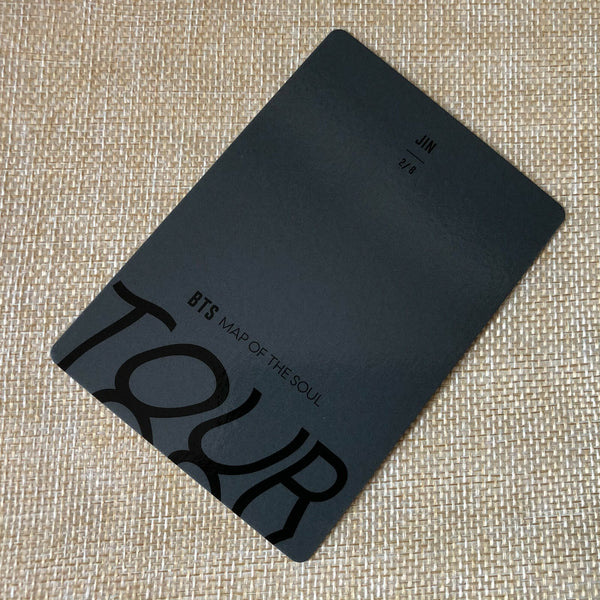 JIN
2/8
BTS MAP OF THE SOUL
TOUR